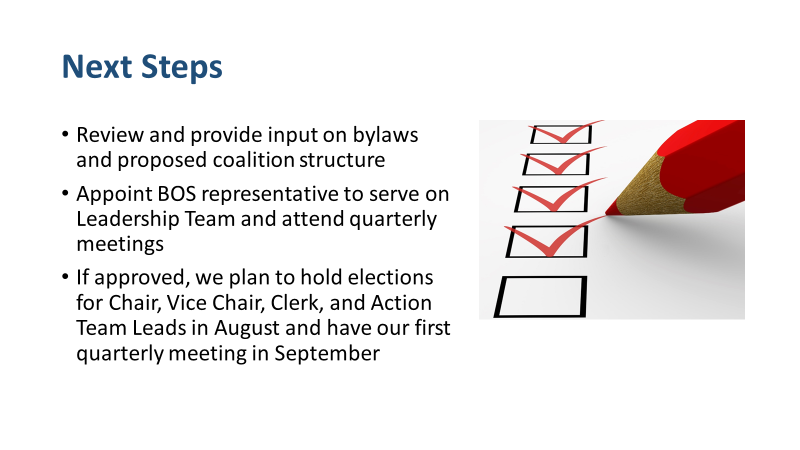 Next Steps
• Review and provide input on bylaws
and proposed coalition structure
• Appoint BOS representative to serve on
Leadership Team and attend quarterly
meetings
• If approved, we plan to hold elections
for Chair, Vice Chair, Clerk, and Action
Team Leads in August and have our first
quarterly meeting in September